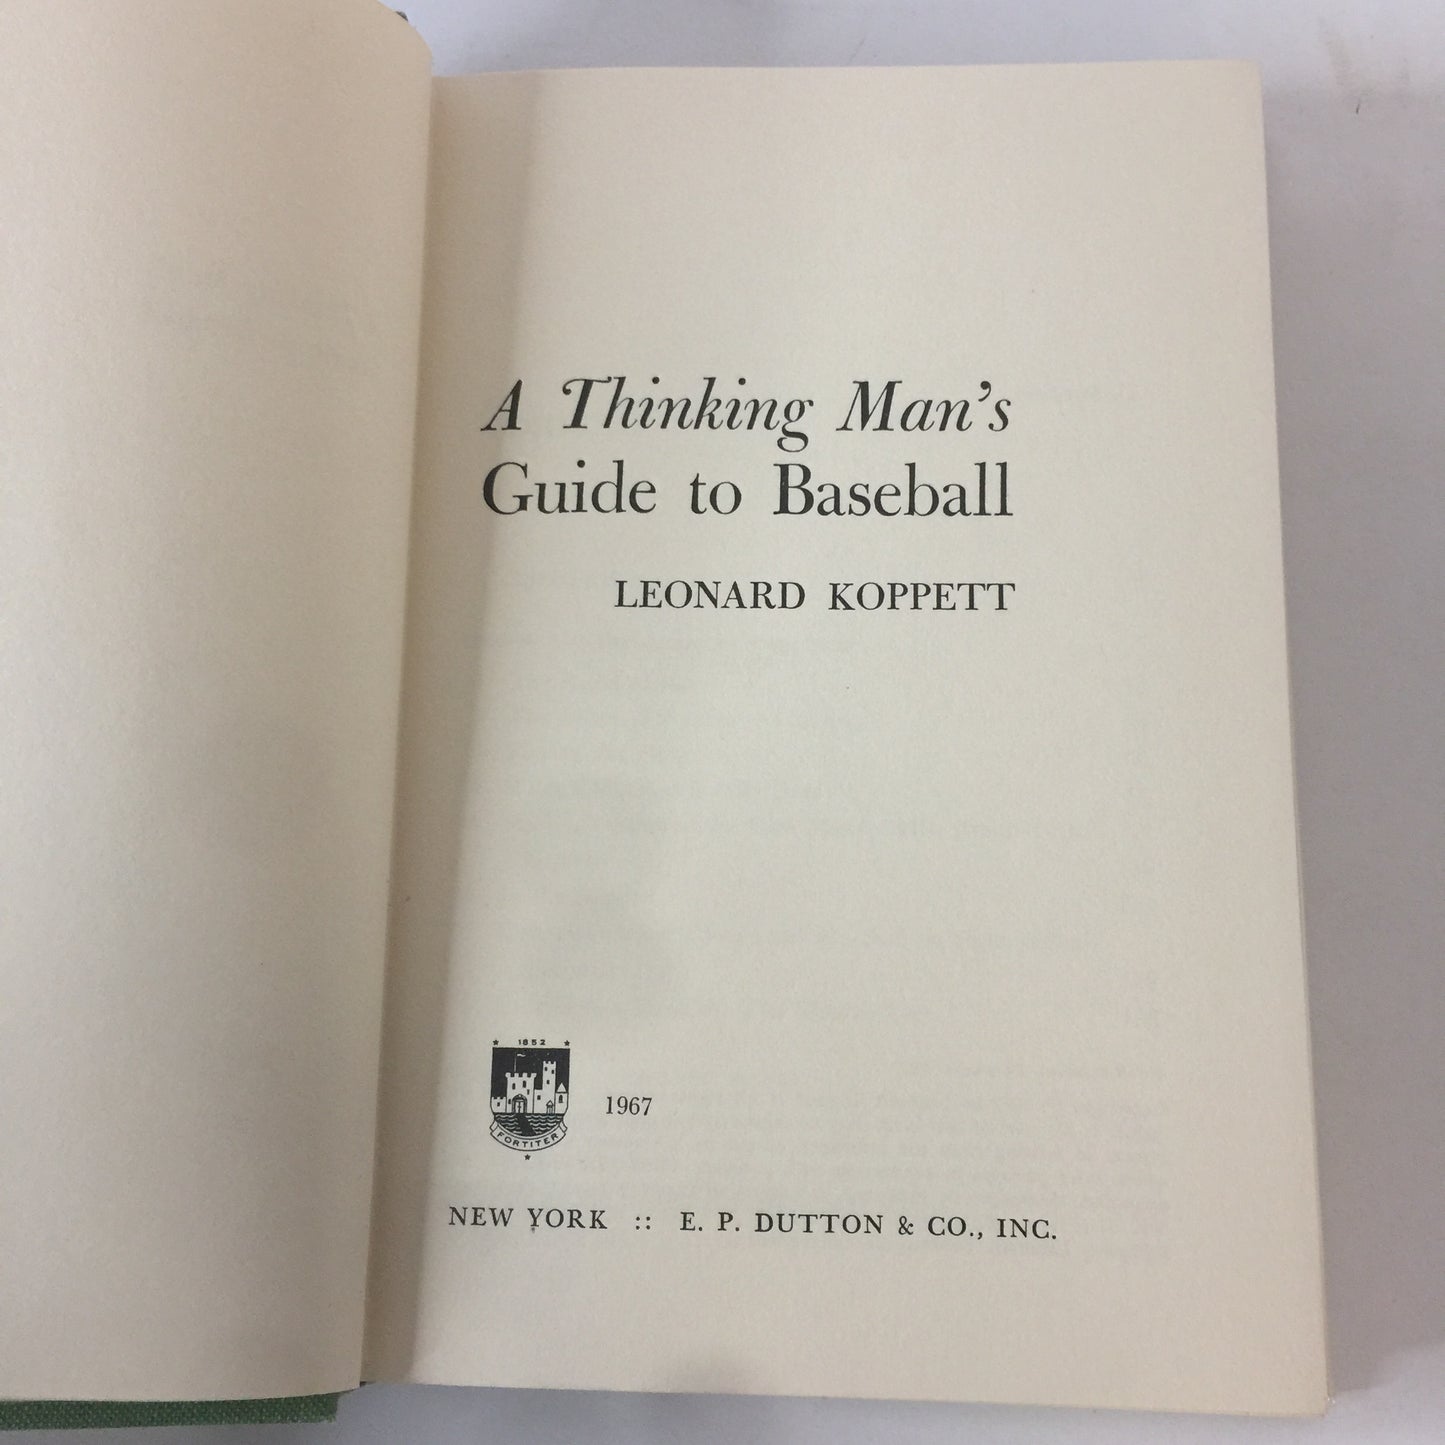 A Thinking Man's
Guide to Baseball
LEONARD KOPPETT
1852
FORTITER
1967
NEW YORK :: E. P. DUTTON & CO., INC.